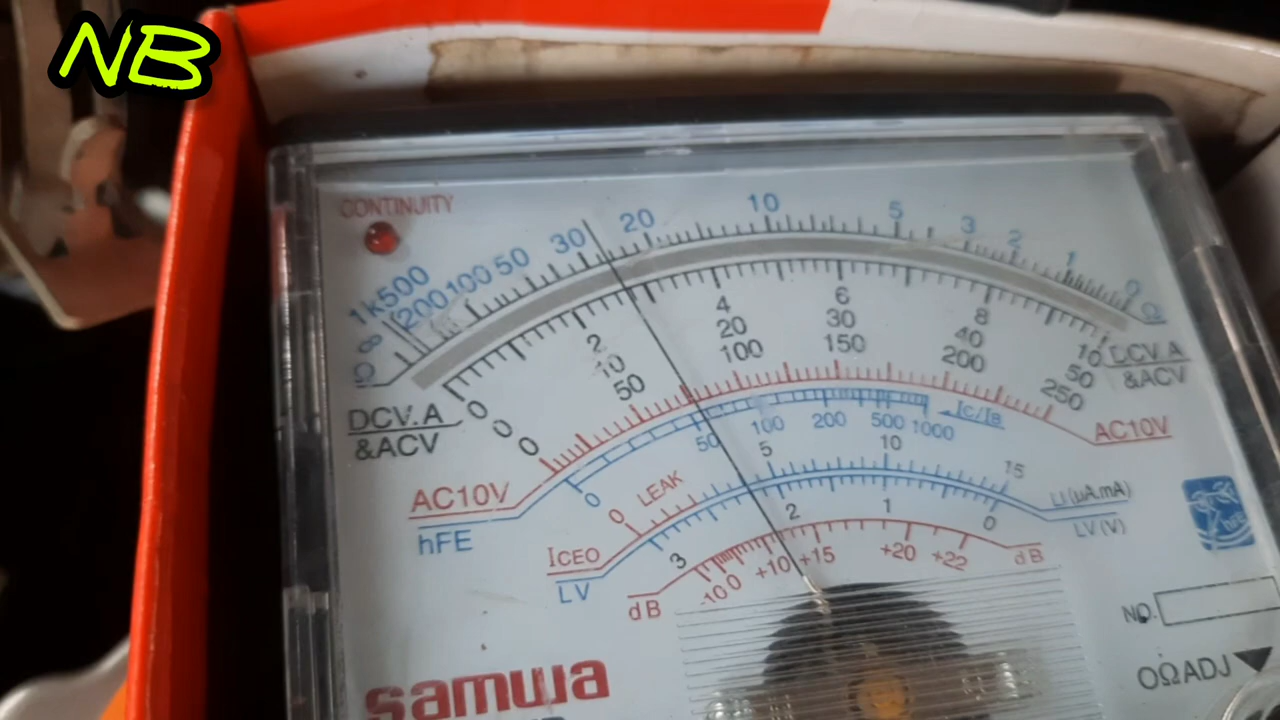 NB
CONTINUITY
∞ 1k 500 200 100 50 30 20 10 5 3 2 1 0 Ω
Ω
DCV.A
&ACV
0 2 4 6 8 10
0 10 20 30 40 50
0 50 100 150 200 250
DCV.A
&ACV
AC10V
AC10V
hFE
0 50 100 200 500 1000 Ic/IB
ICEO
0 LEAK 5 10 15
LI(μA.mA)
LV
3 2 1 0
LV(V)
dB
-10 0 +10 +15 +20 +22
dB
NO.
0ΩADJ
samwa